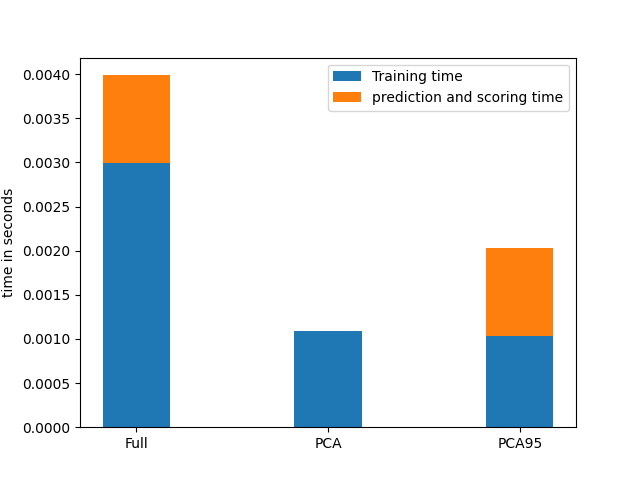 Training time
prediction and scoring time
time in seconds
0.0040
0.0035
0.0030
0.0025
0.0020
0.0015
0.0010
0.0005
0.0000
Full
PCA
PCA95